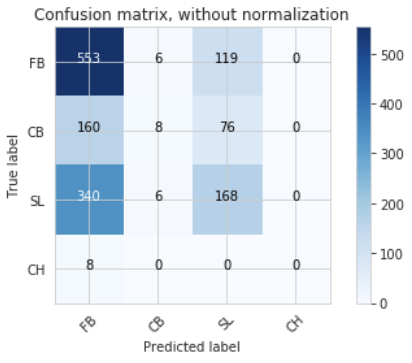 Confusion matrix, without normalization
FB 553 6 119 0
CB 160 8 76 0
SL 340 6 168 0
CH 8 0 0 0
FB CB SL CH
True label
Predicted label
500
400
300
200
100
0